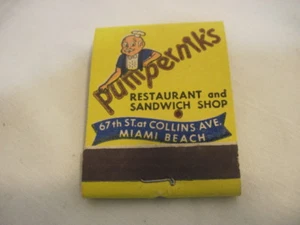 pumpernik's
RESTAURANT and
SANDWICH SHOP
67th ST. at COLLINS AVE.
MIAMI BEACH